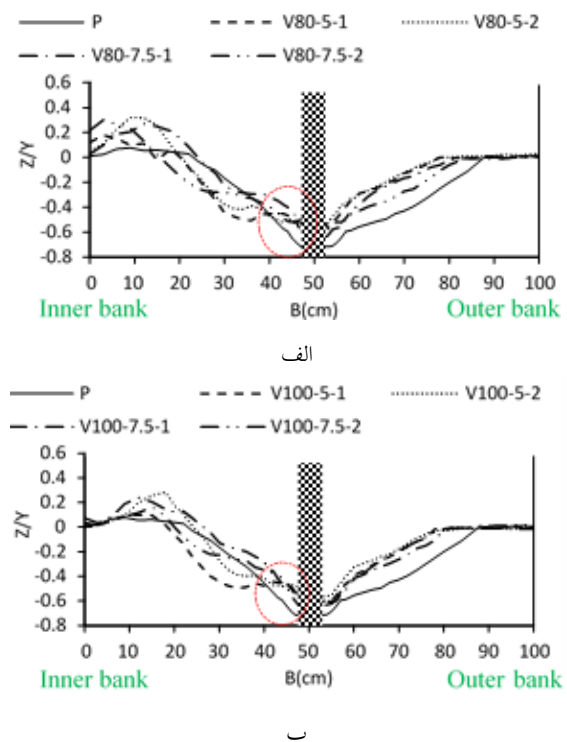 P V80-5-1 V80-5-2
V80-7.5-1 V80-7.5-2
0.6
0.4
0.2
0
-0.2
-0.4
-0.6
-0.8
Z/Y
0 10 20 30 40 50 60 70 80 90 100
Inner bank B(cm) Outer bank
الف
P V100-5-1 V100-5-2
V100-7.5-1 V100-7.5-2
0.6
0.4
0.2
0
-0.2
-0.4
-0.6
-0.8
Z/Y
0 10 20 30 40 50 60 70 80 90 100
Inner bank B(cm) Outer bank
ب